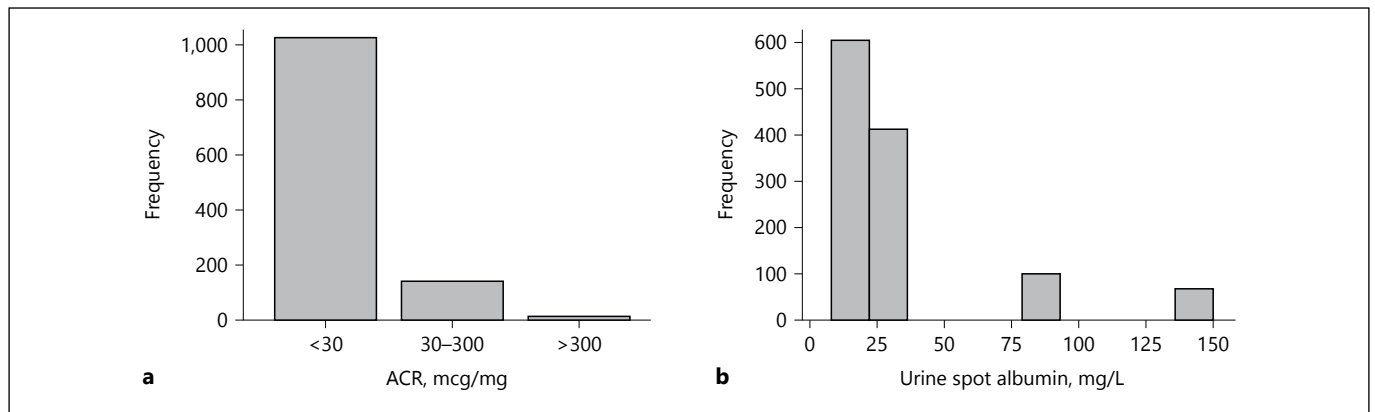 1,000
800
600
400
200
0
Frequency
<30 30–300 >300
ACR, mcg/mg
a
600
500
400
300
200
100
0
Frequency
0 25 50 75 100 125 150
Urine spot albumin, mg/L
b